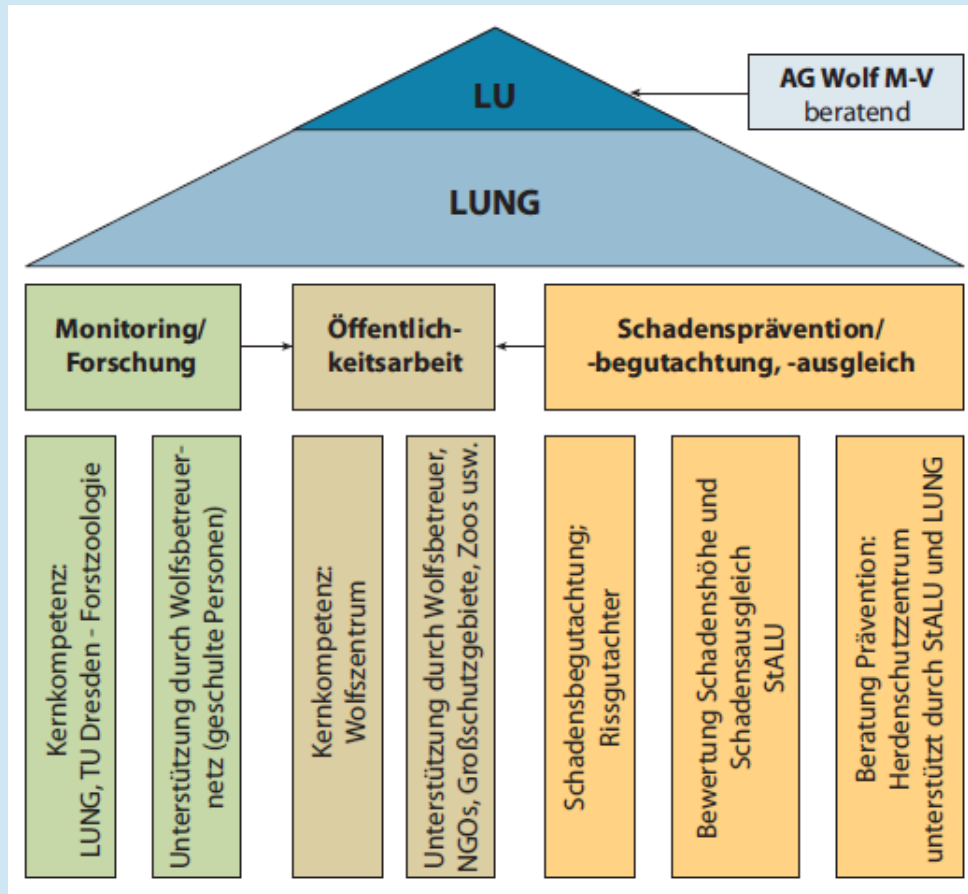 LU
AG Wolf M-V
beratend
LUNG
Monitoring/
Forschung
Öffentlich-
keitsarbeit
Schadensprävention/
-begutachtung, -ausgleich
Kernkompetenz:
LUNG, TU Dresden - Forstzoologie
Unterstützung durch Wolfsbetreuer-
netz (geschulte Personen)
Kernkompetenz:
Wolfszentrum
Unterstützung durch Wolfsbetreuer,
NGOs, Großschutzgebiete, Zoos usw.
Schadensbegutachtung;
Rissgutachter
Bewertung Schadenshöhe und
Schadensausgleich
StALU
Beratung Prävention:
Herdenschutzzentrum
unterstützt durch StALU und LUNG